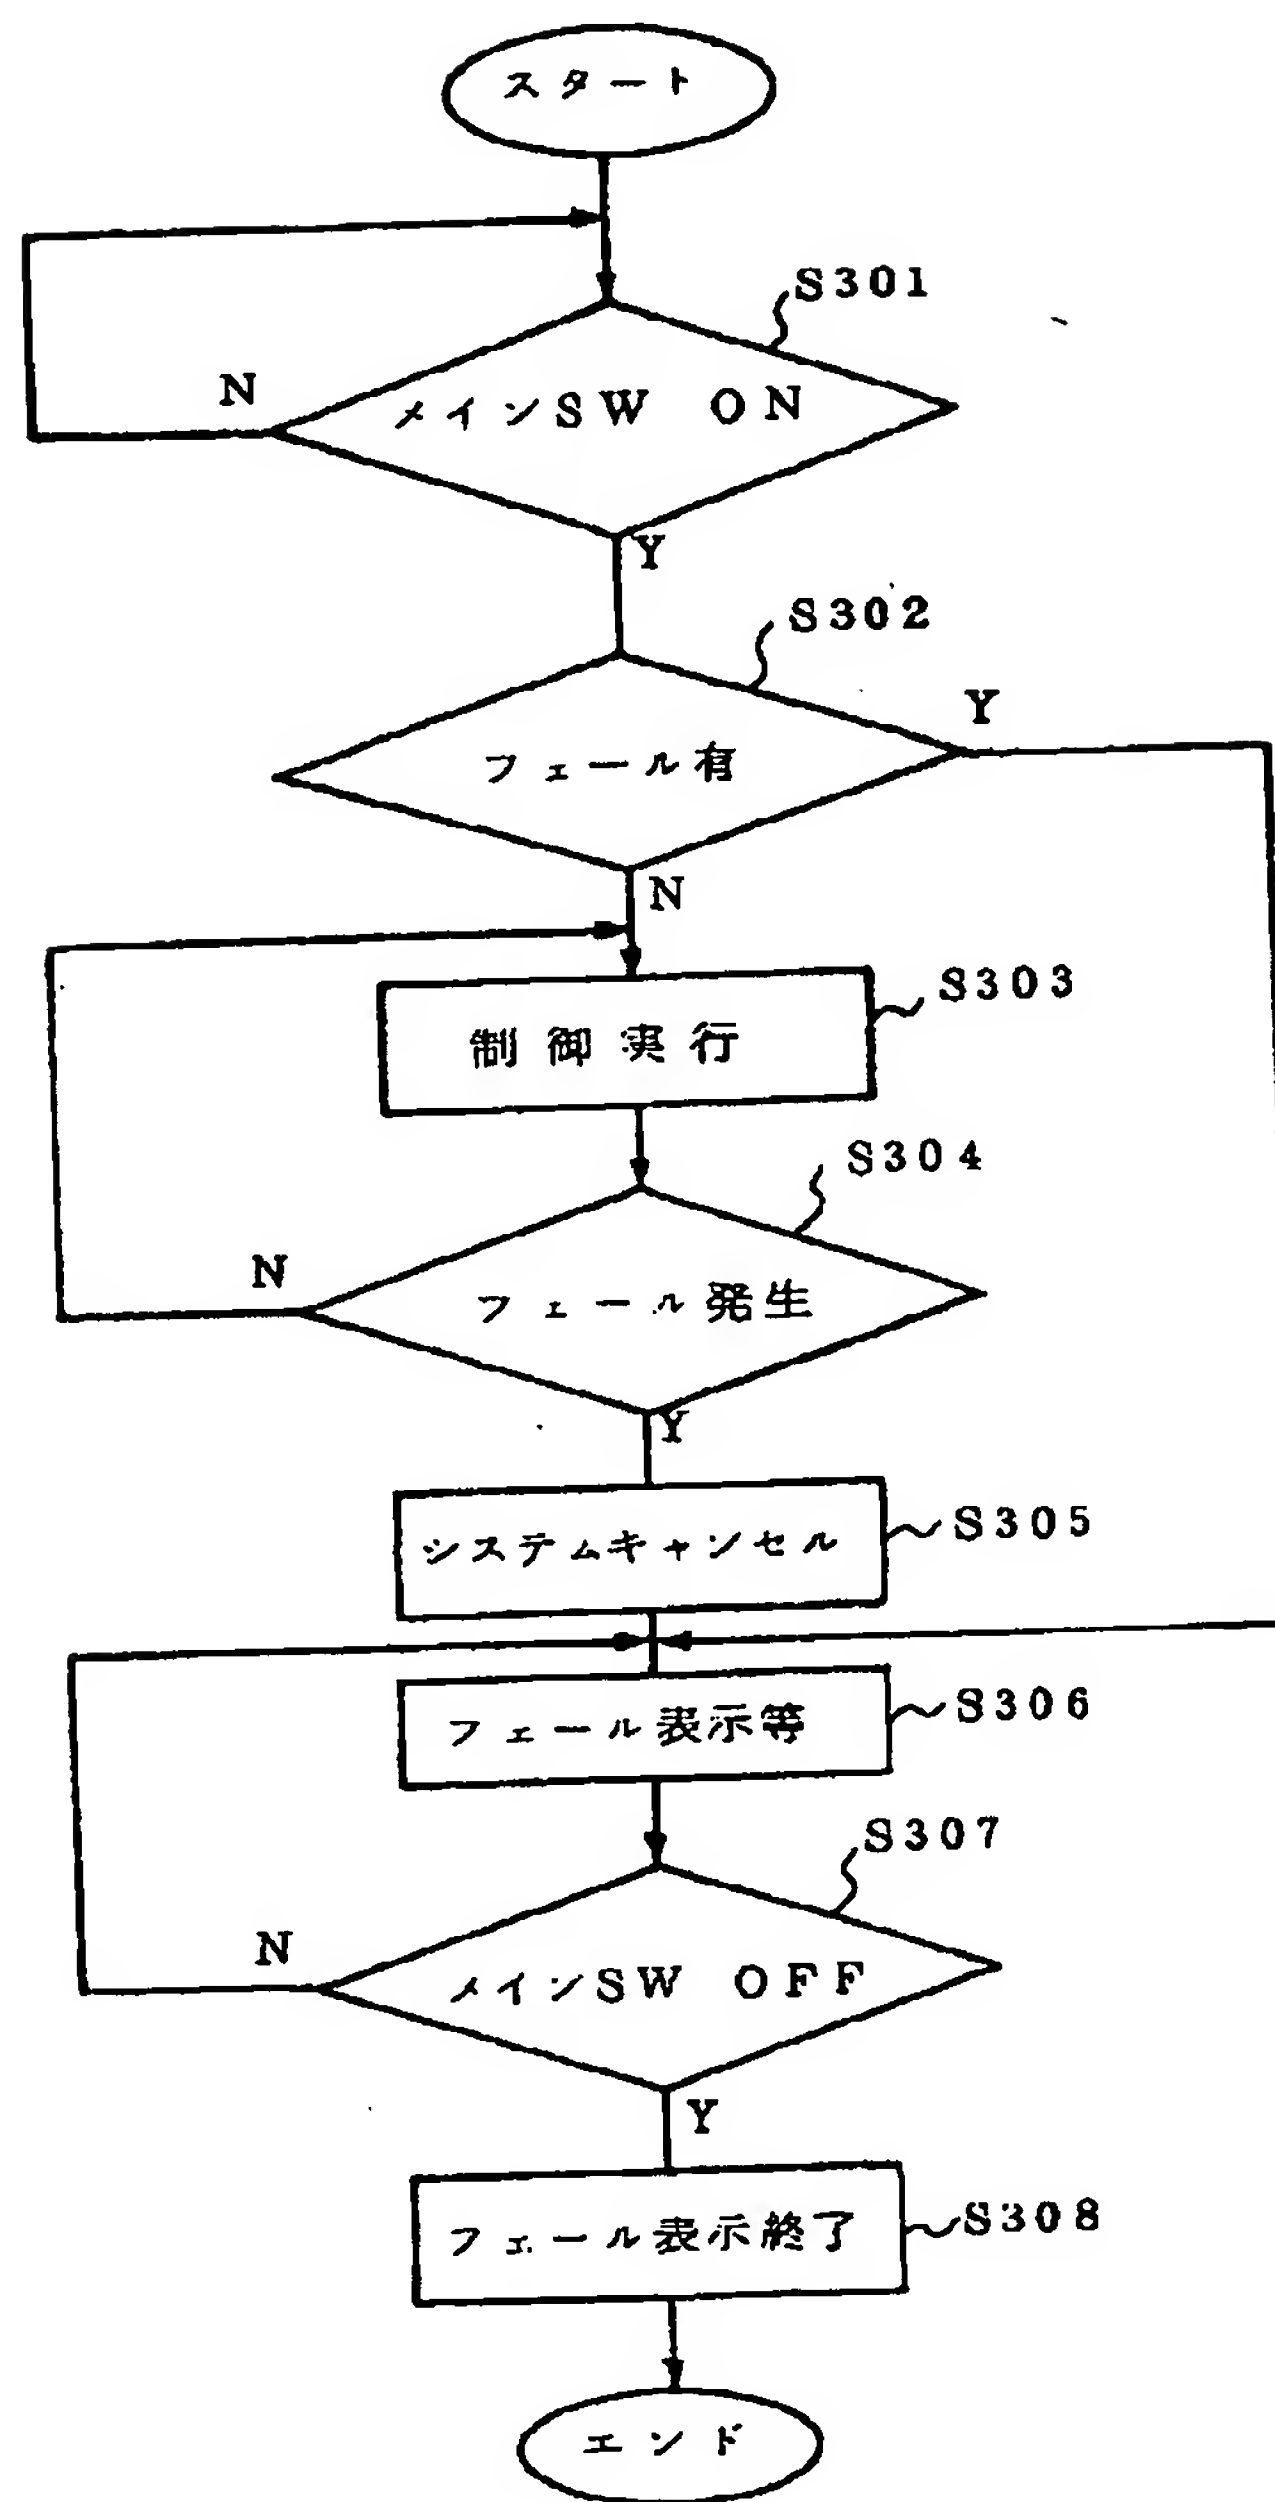 スタート
S301
N
メインSW ON
Y
S302
Y
フェール有
N
S303
制御実行
S304
N
フェール発生
Y
S305
システムキャンセル
S306
フェール表示等
S307
N
メインSW OFF
Y
フェール表示終了
S308
エンド